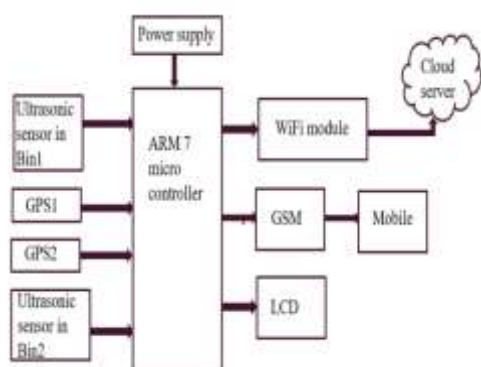 Power supply
Cloud
server
Ultrasonic
sensor in
Bin1
ARM 7
micro
controller
WiFi module
GPS1
GSM
Mobile
GPS2
Ultrasonic
sensor in
Bin2
LCD